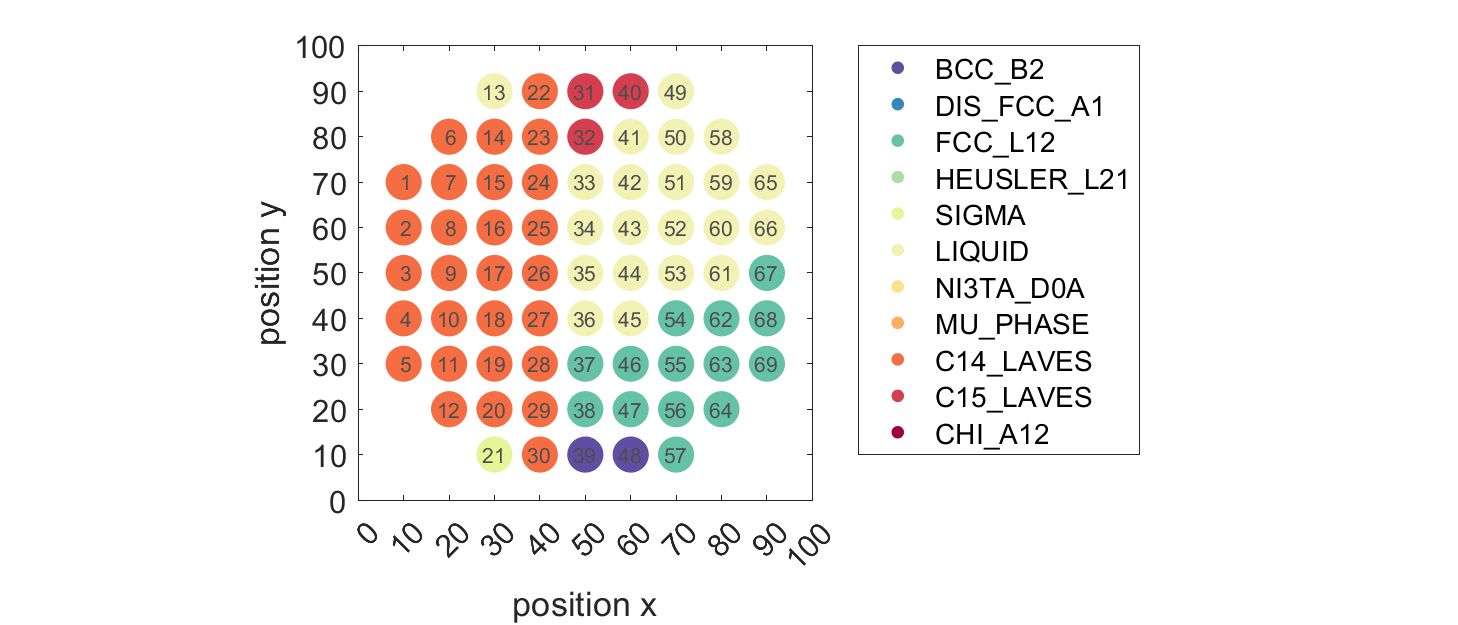 100
90
80
70
60
50
40
30
20
10
0
position y
13 22 31 40 49
6 14 23 32 41 50 58
1 7 15 24 33 42 51 59 65
2 8 16 25 34 43 52 60 66
3 9 17 26 35 44 53 61 67
4 10 18 27 36 45 54 62 68
5 11 19 28 37 46 55 63 69
12 20 29 38 47 56 64
21 30 39 48 57
0 10 20 30 40 50 60 70 80 90 100
position x
BCC_B2
DIS_FCC_A1
FCC_L12
HEUSLER_L21
SIGMA
LIQUID
NI3TA_D0A
MU_PHASE
C14_LAVES
C15_LAVES
CHI_A12